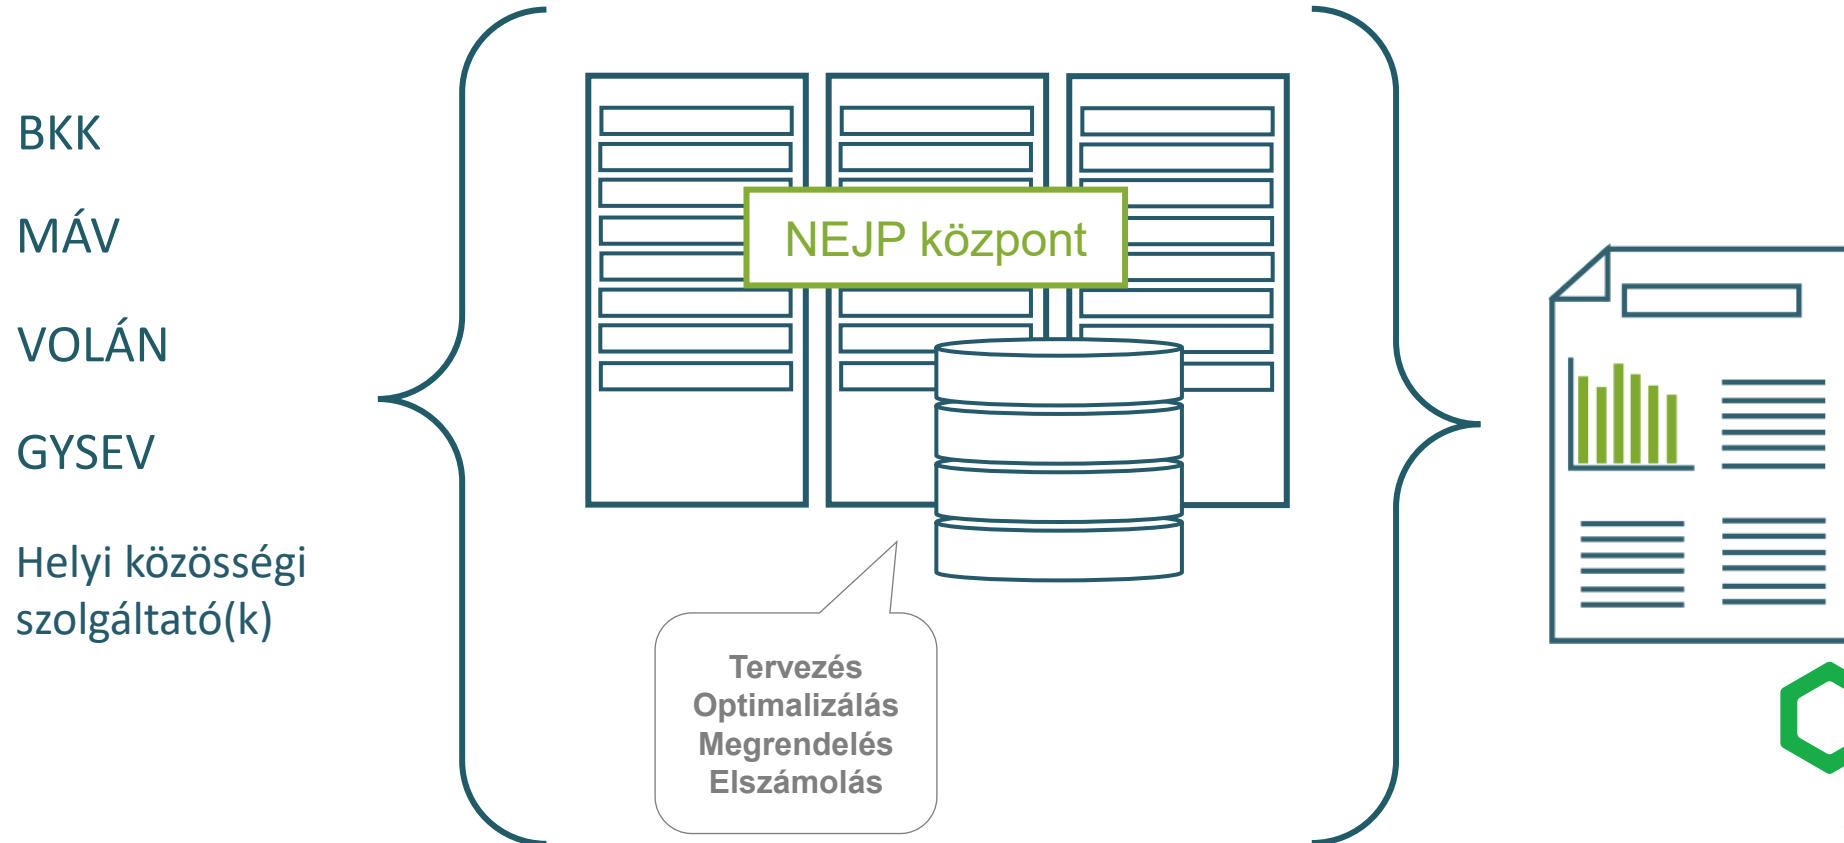 BKK
MÁV
VOLÁN
GYSEV
Helyi közösségi
szolgáltató(k)
NEJP központ
Tervezés
Optimalizálás
Megrendelés
Elszámolás